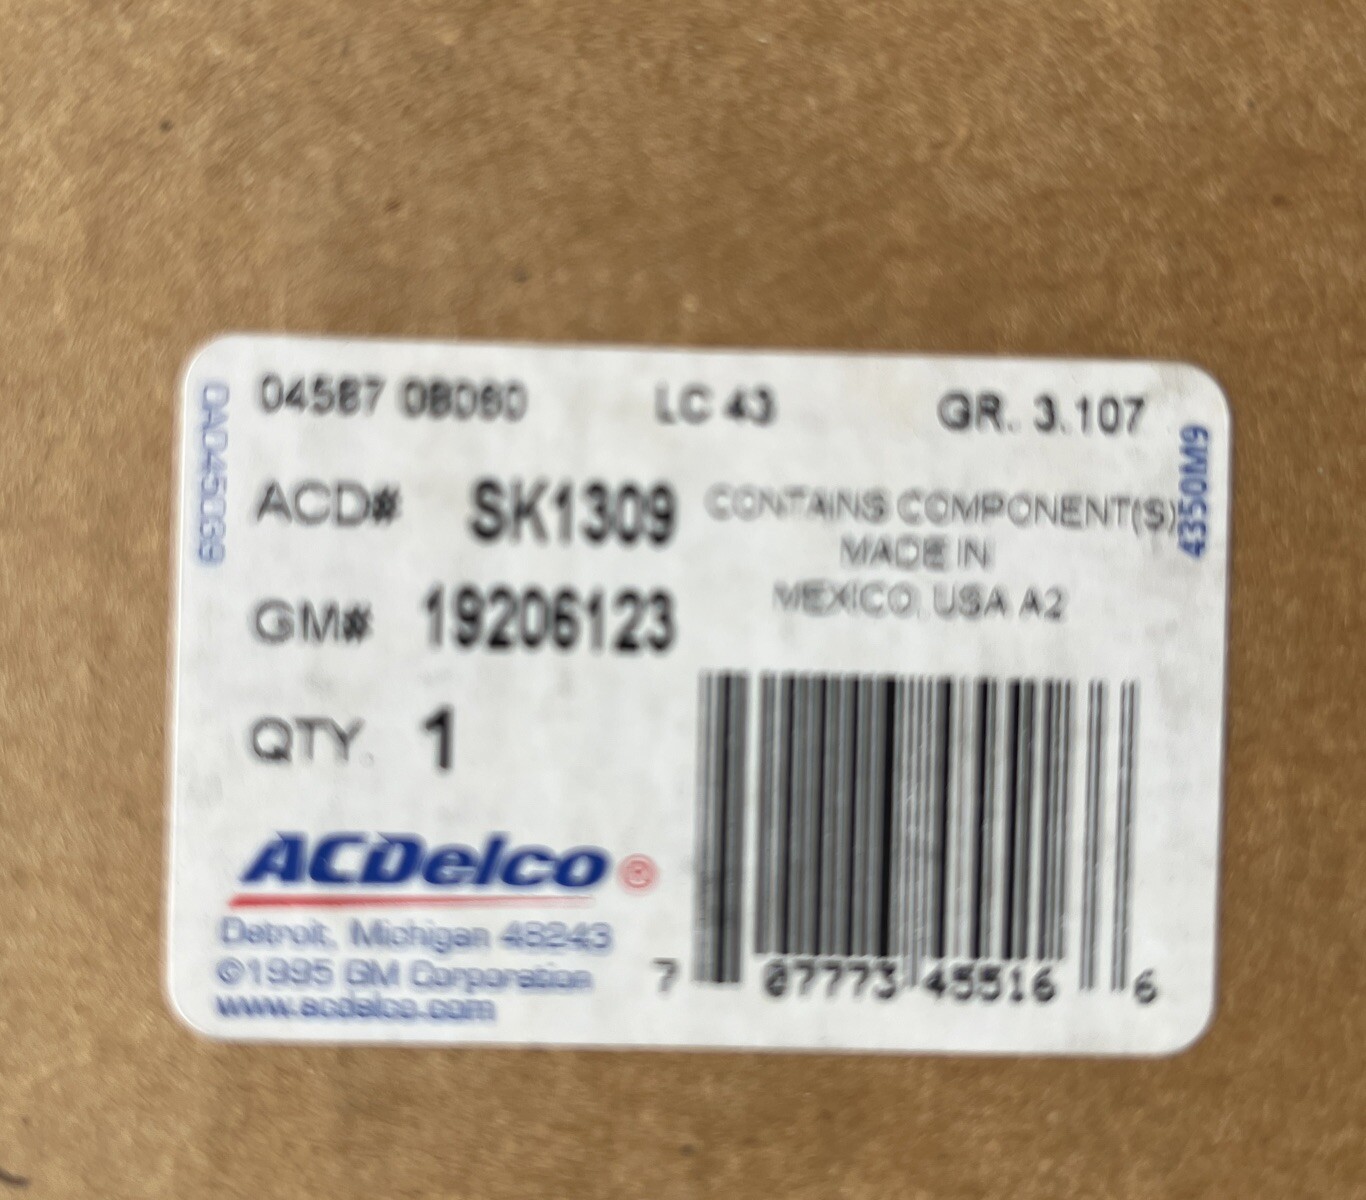 04587 08060 LC 43 GR. 3.107
ACD# SK1309
CONTAINS COMPONENT(S)
MADE IN
MEXICO, USA A2
4350M9
GM# 19206123
QTY. 1
ACDelco®
Detroit, Michigan 48243
©1995 GM Corporation
www.acdelco.com
7 07773 45516 6